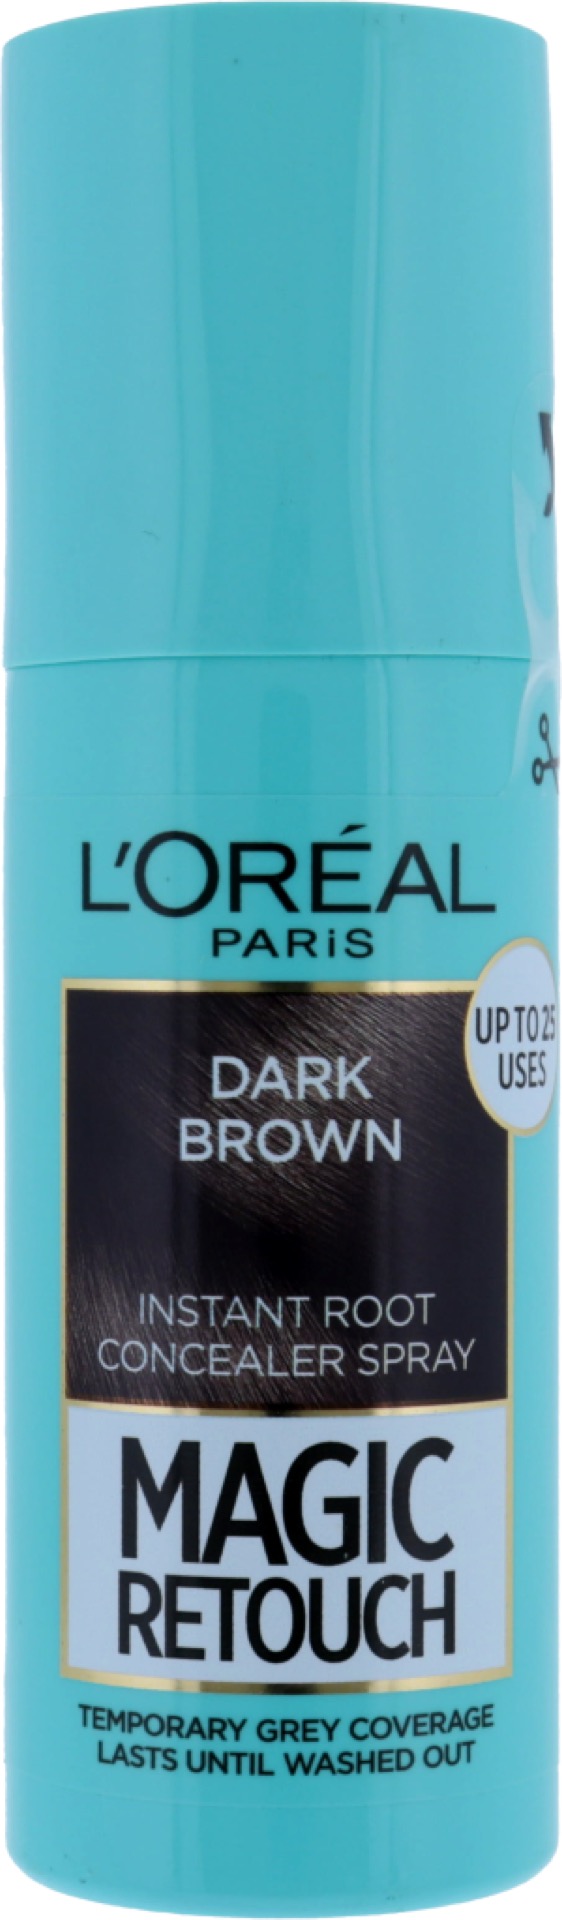 L'ORÉAL
PARiS
UP TO 25
USES
DARK
BROWN
INSTANT ROOT
CONCEALER SPRAY
MAGIC
RETOUCH
TEMPORARY GREY COVERAGE
LASTS UNTIL WASHED OUT